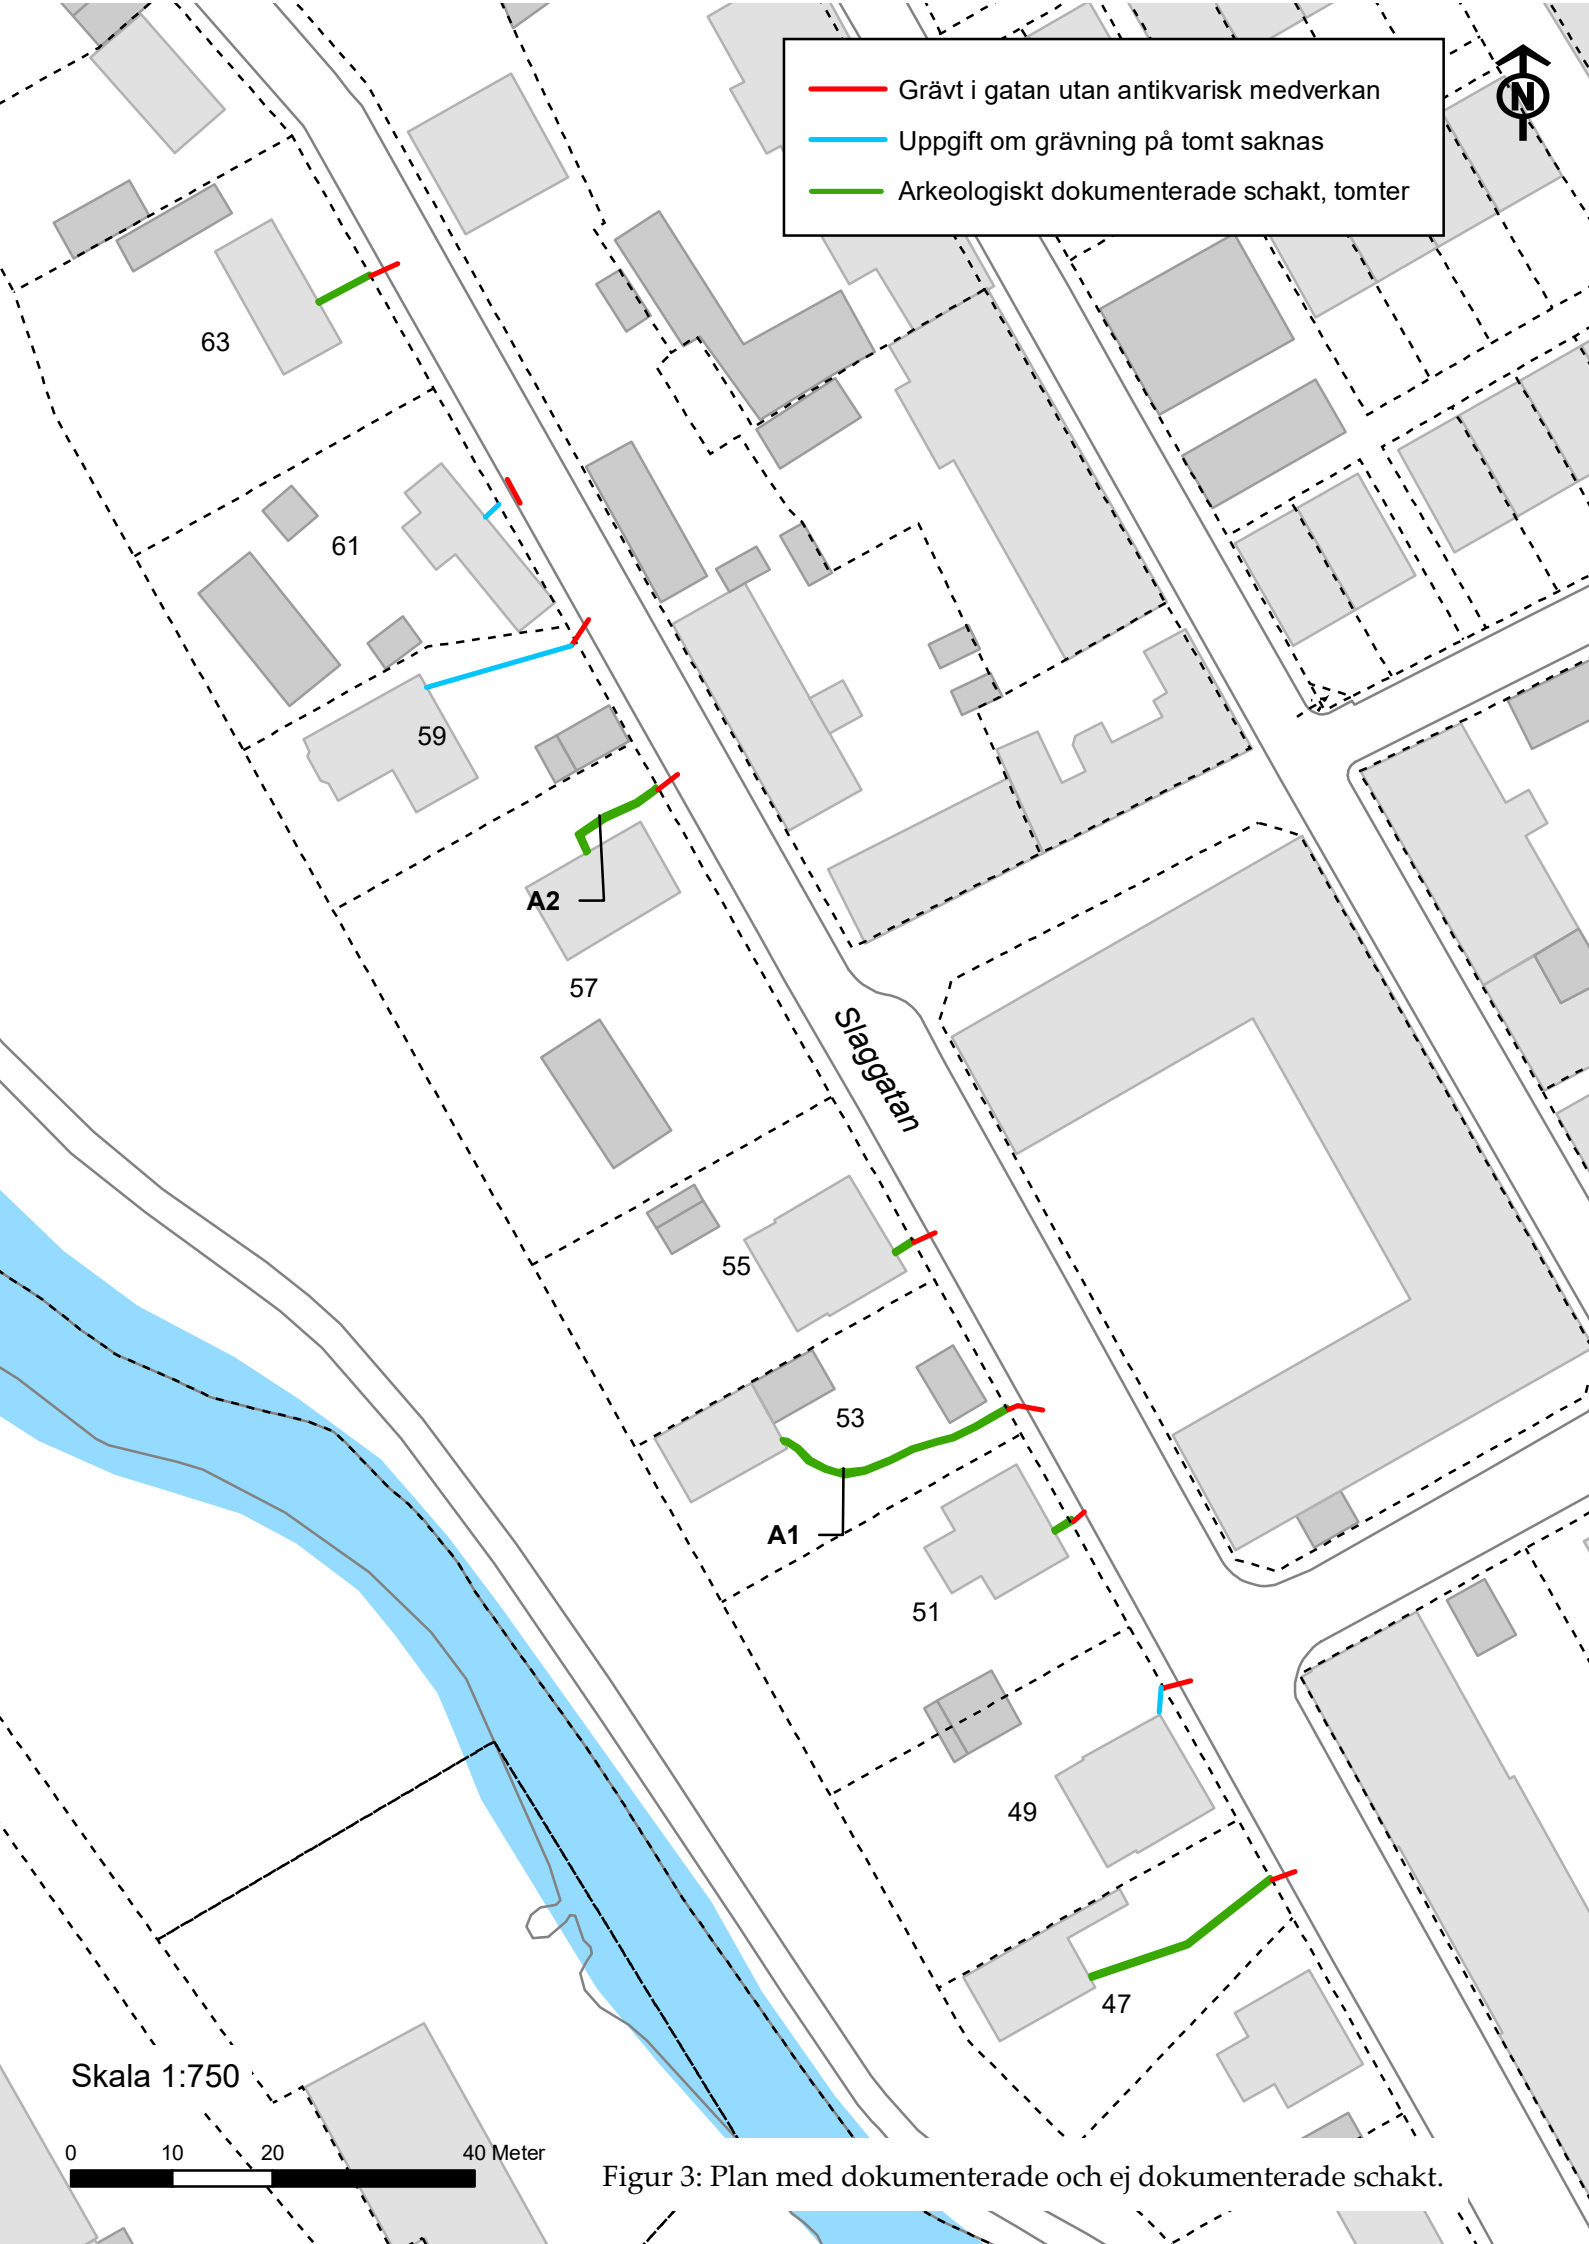 Grävt i gatan utan antikvarisk medverkan
Uppgift om grävning på tomt saknas
Arkeologiskt dokumenterade schakt, tomter
N
63
61
59
A2
57
Slaggatan
55
53
A1
51
49
47
Skala 1:750
0 10 20 40 Meter
Figur 3: Plan med dokumenterade och ej dokumenterade schakt.